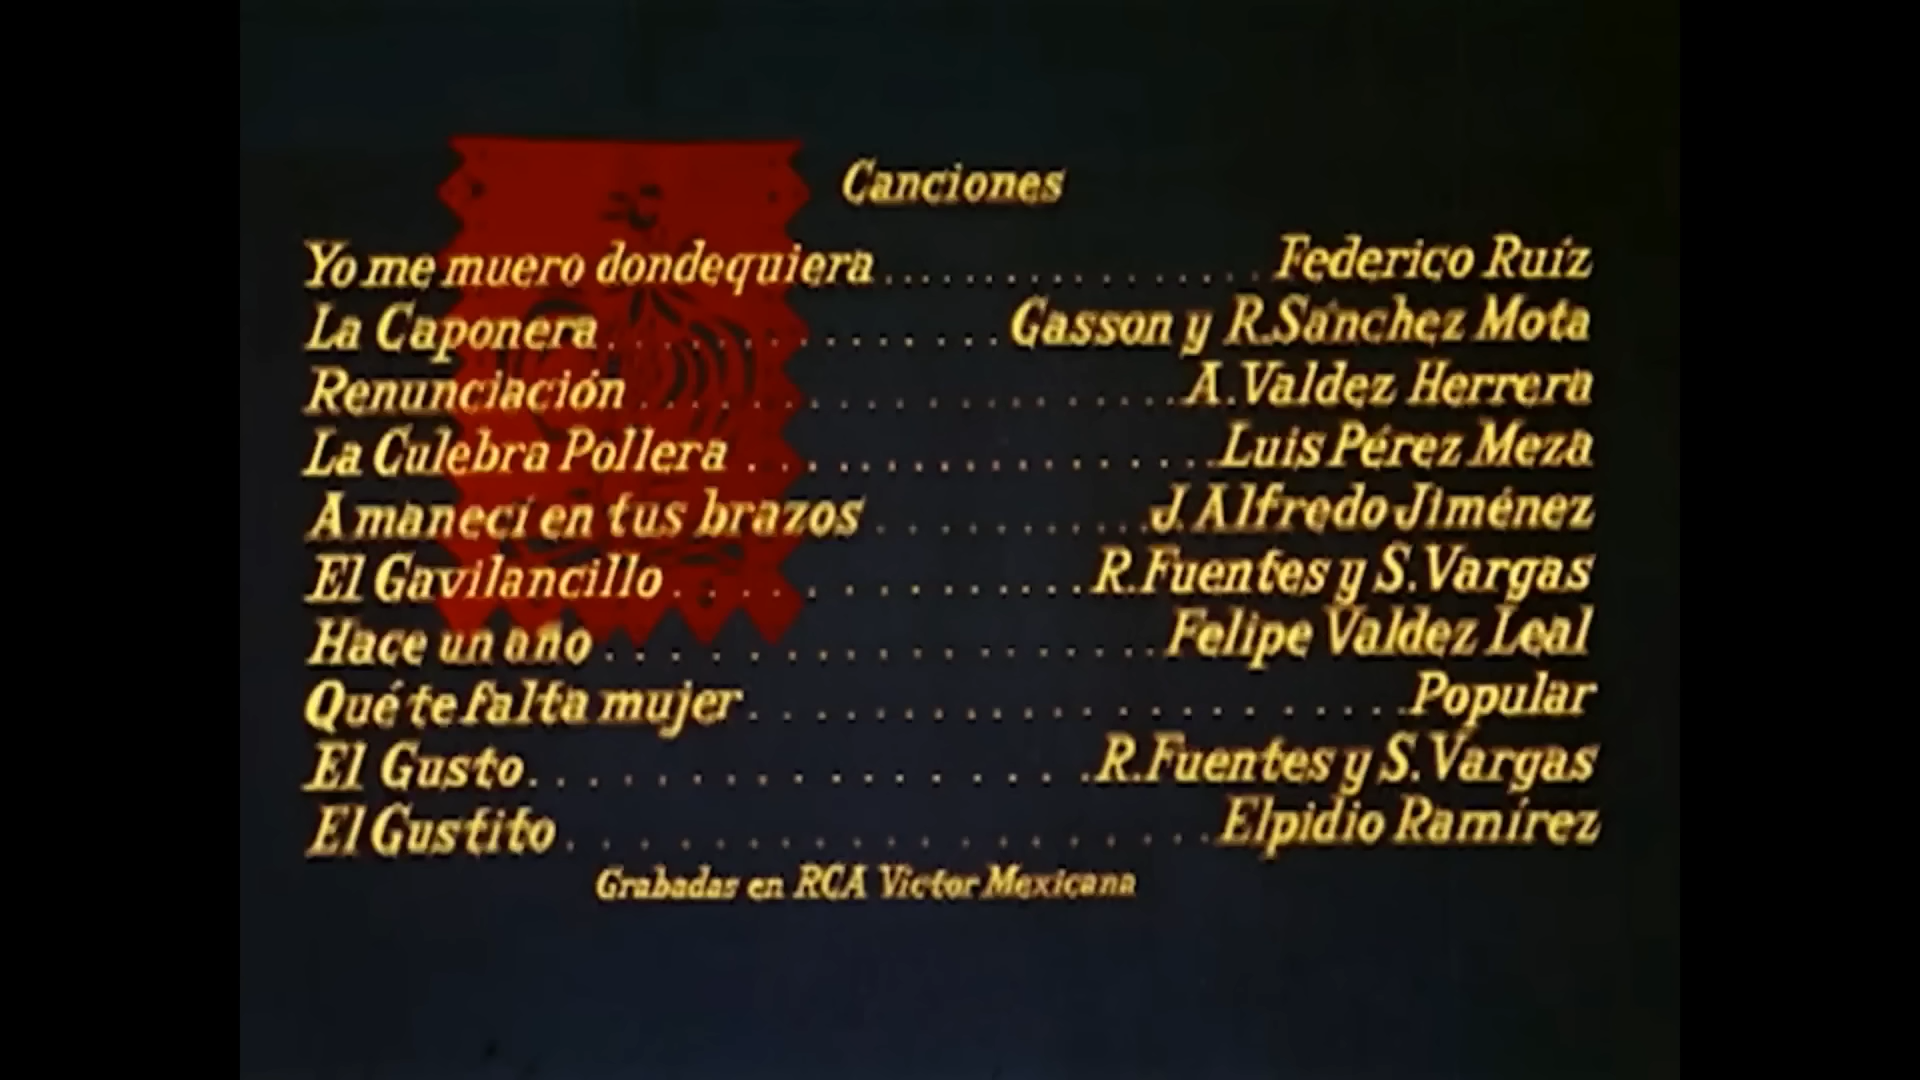 Canciones
Yo me muero dondequiera....................Federico Ruíz
La Caponera...............Gasson y R.Sánchez Mota
Renunciación....................A.Valdez Herrera
La Culebra Pollera.................Luis Pérez Meza
Amanecí en tus brazos...........J.Alfredo Jiménez
El Gavilancillo...............R.Fuentes y S.Vargas
Hace un año...................Felipe Valdez Leal
Qué te falta mujer......................Popular
El Gusto...................R.Fuentes y S.Vargas
El Gustito....................Elpidio Ramírez
Grabadas en RCA Victor Mexicana